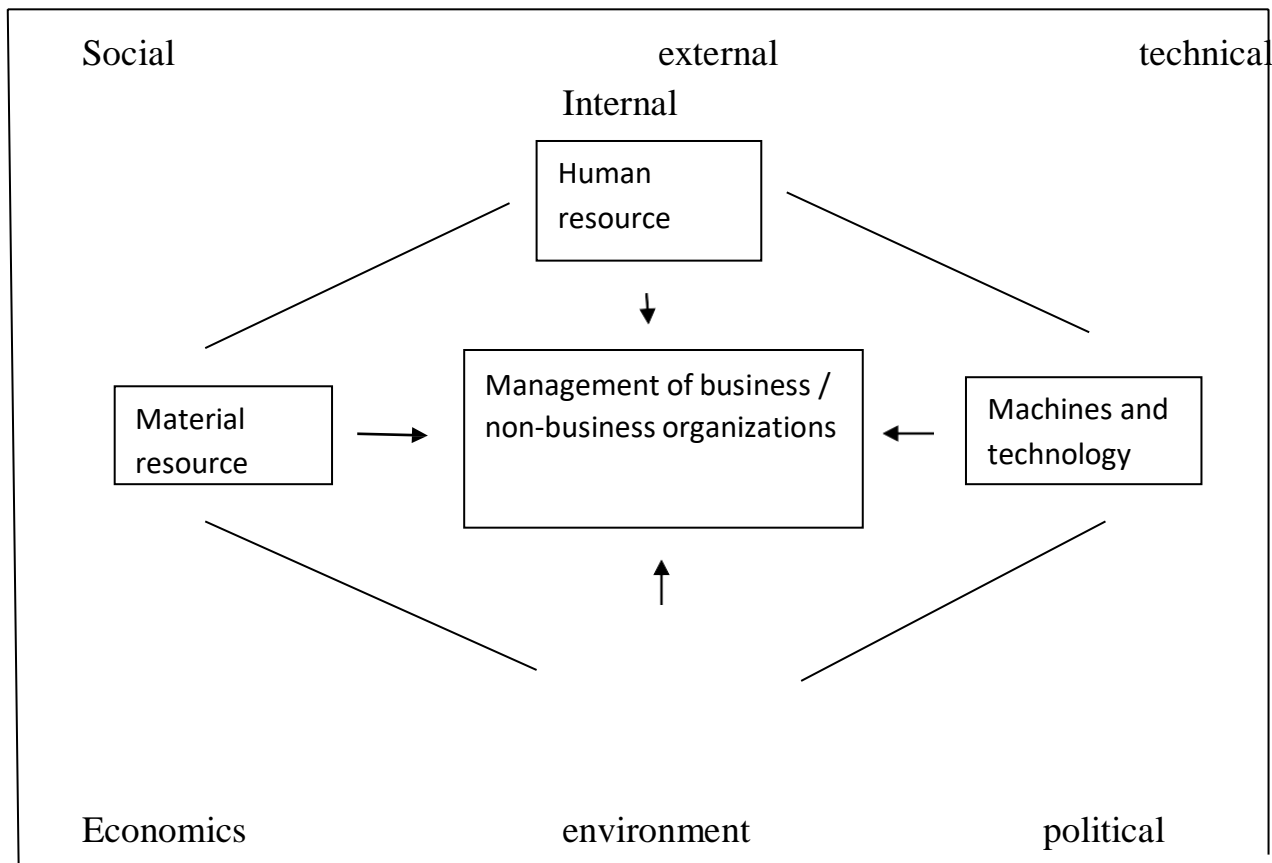 Social external technical
Internal
Human
resource
Management of business /
non-business organizations
Material
resource
Machines and
technology
Economics environment political